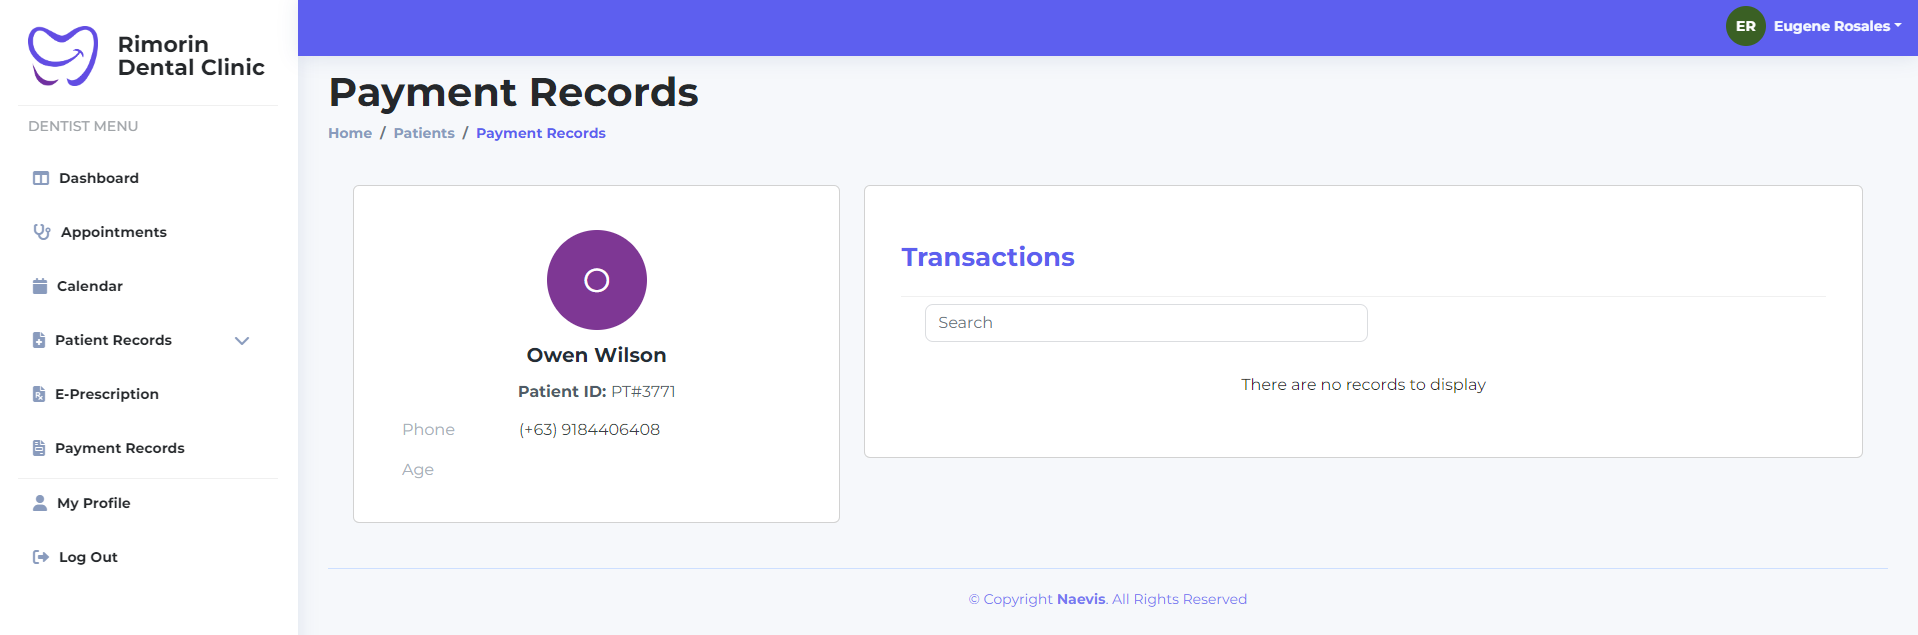 Rimorin
Dental Clinic
DENTIST MENU
Dashboard
Appointments
Calendar
Patient Records
E-Prescription
Payment Records
My Profile
Log Out
ER Eugene Rosales
Payment Records
Home / Patients / Payment Records
O
Owen Wilson
Patient ID: PT#3771
Phone (+63) 9184406408
Age
Transactions
Search
There are no records to display
© Copyright Naevis. All Rights Reserved